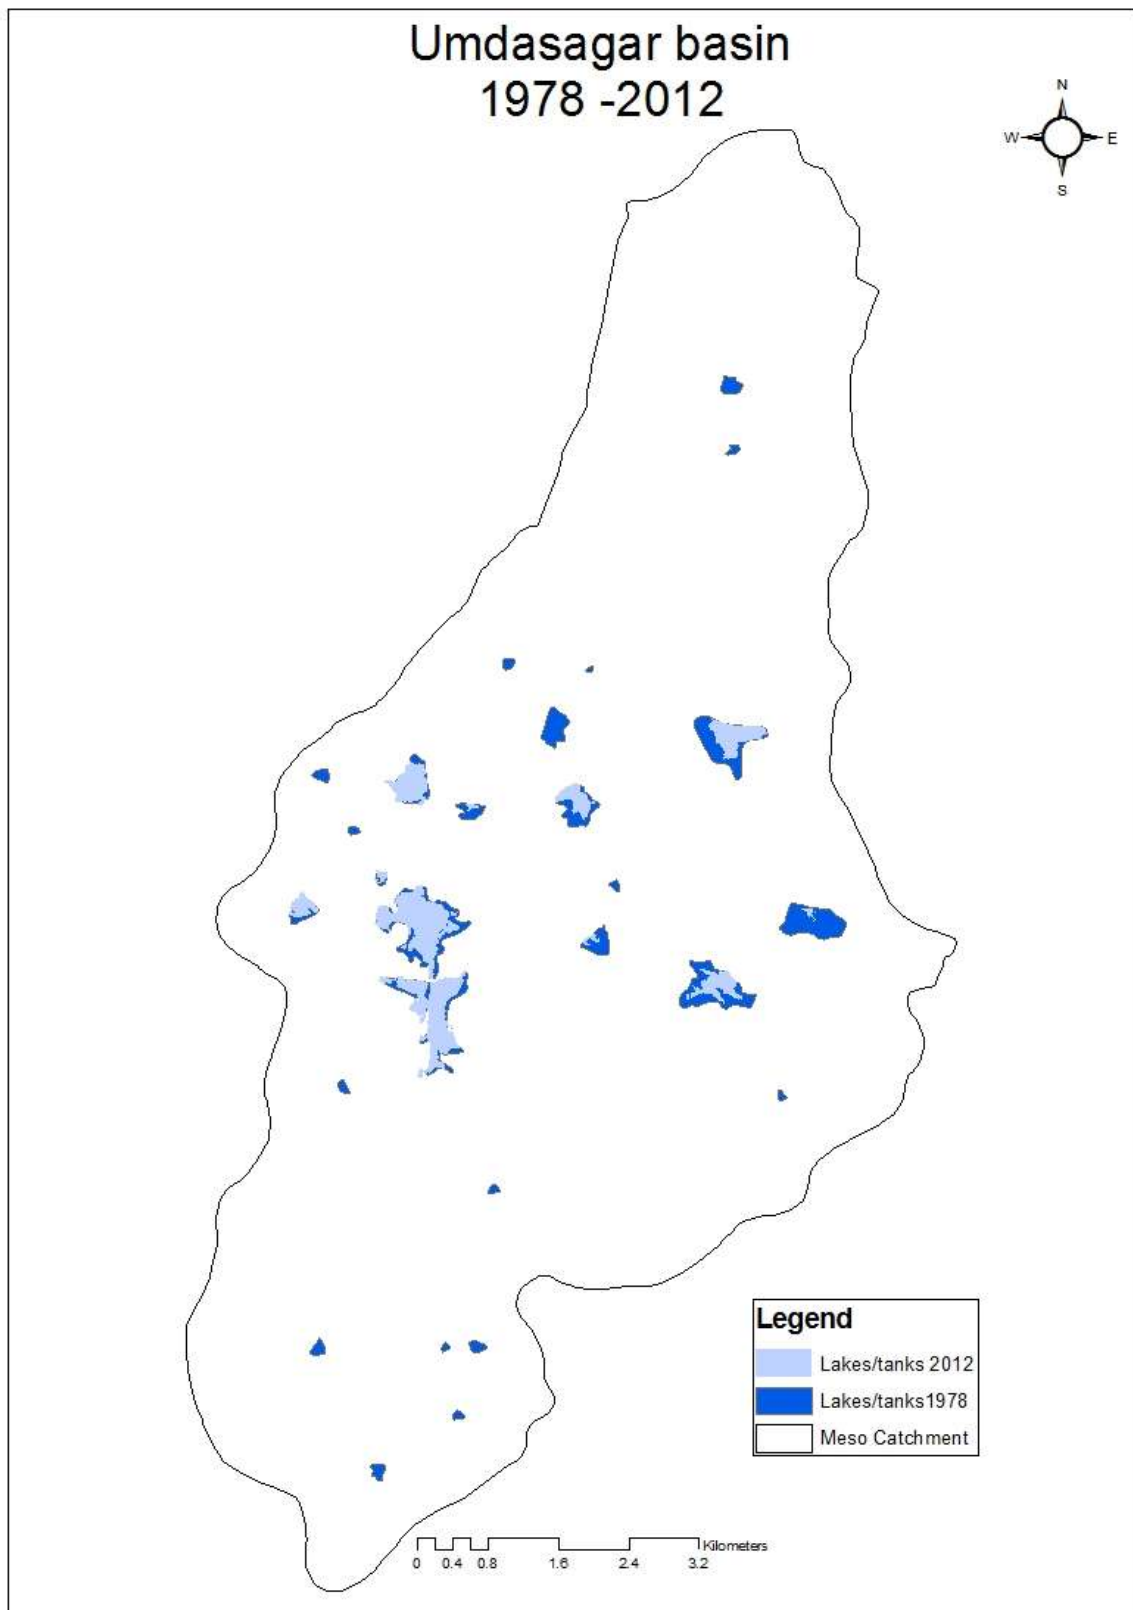 Umdasagar basin
1978 -2012
N
W E
S
Legend
Lakes/tanks 2012
Lakes/tanks1978
Meso Catchment
Kilometers
0 0.4 0.8 1.6 2.4 3.2